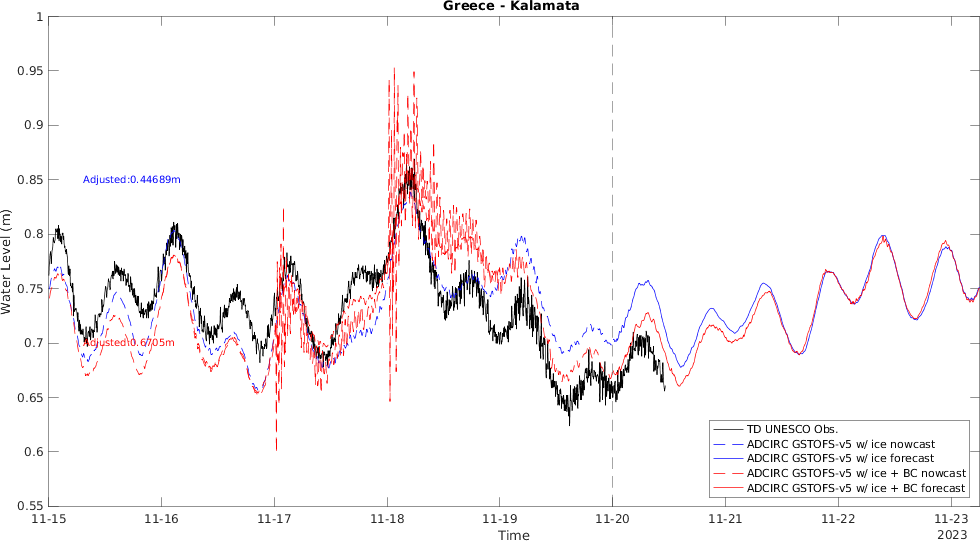 Greece - Kalamata
1
0.95
0.9
0.85
0.8
0.75
0.7
0.65
0.6
0.55
Water Level (m)
Adjusted:0.44689m
Adjusted:0.6705m
TD UNESCO Obs.
ADCIRC GSTOFS-v5 w/ ice nowcast
ADCIRC GSTOFS-v5 w/ ice forecast
ADCIRC GSTOFS-v5 w/ ice + BC nowcast
ADCIRC GSTOFS-v5 w/ ice + BC forecast
11-15 11-16 11-17 11-18 11-19 11-20 11-21 11-22 11-23
2023
Time